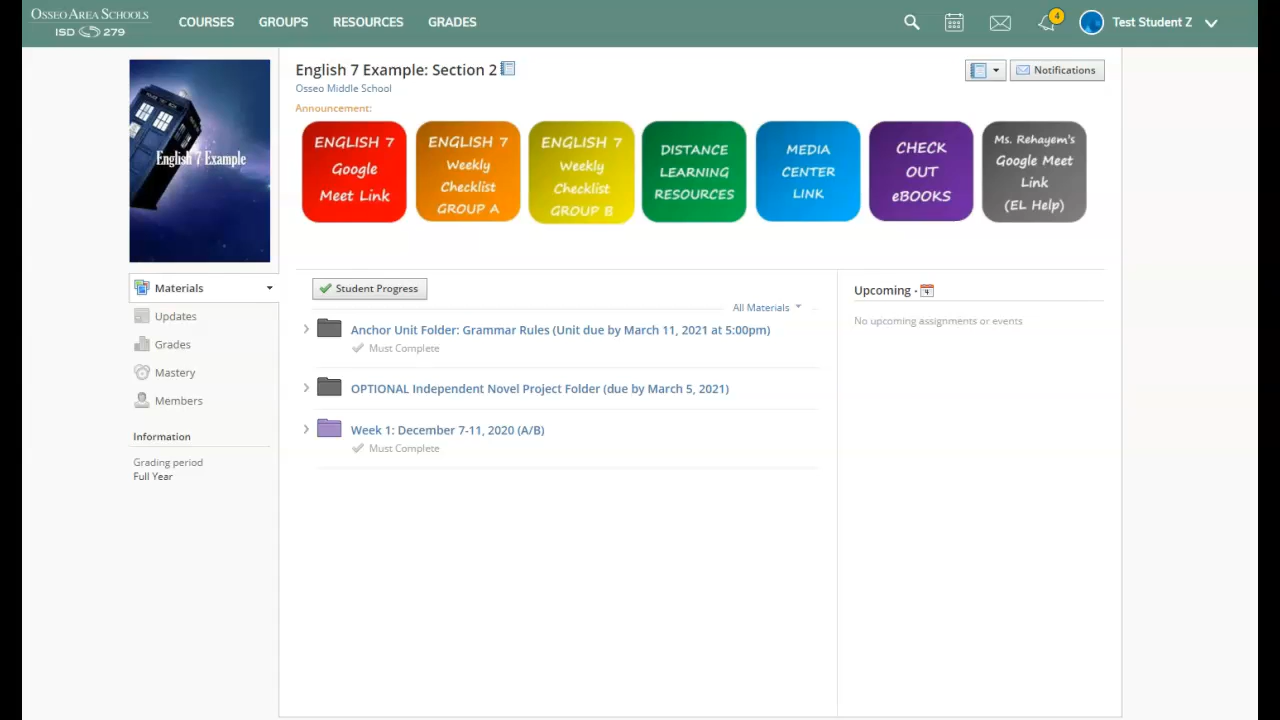 OSSEO AREA SCHOOLS
ISD 279
COURSES GROUPS RESOURCES GRADES
4
Test Student Z
English 7 Example
English 7 Example: Section 2
Notifications
Osseo Middle School
Announcement:
ENGLISH 7
Google
Meet Link
ENGLISH 7
Weekly
Checklist
GROUP A
ENGLISH 7
Weekly
Checklist
GROUP B
DISTANCE
LEARNING
RESOURCES
MEDIA
CENTER
LINK
CHECK
OUT
eBOOKS
Ms. Rehayem's
Google Meet
Link
(EL Help)
Materials
Updates
Grades
Mastery
Members
Information
Grading period
Full Year
Student Progress
All Materials
Anchor Unit Folder: Grammar Rules (Unit due by March 11, 2021 at 5:00pm)
Must Complete
OPTIONAL Independent Novel Project Folder (due by March 5, 2021)
Week 1: December 7-11, 2020 (A/B)
Must Complete
Upcoming · 4
No upcoming assignments or events